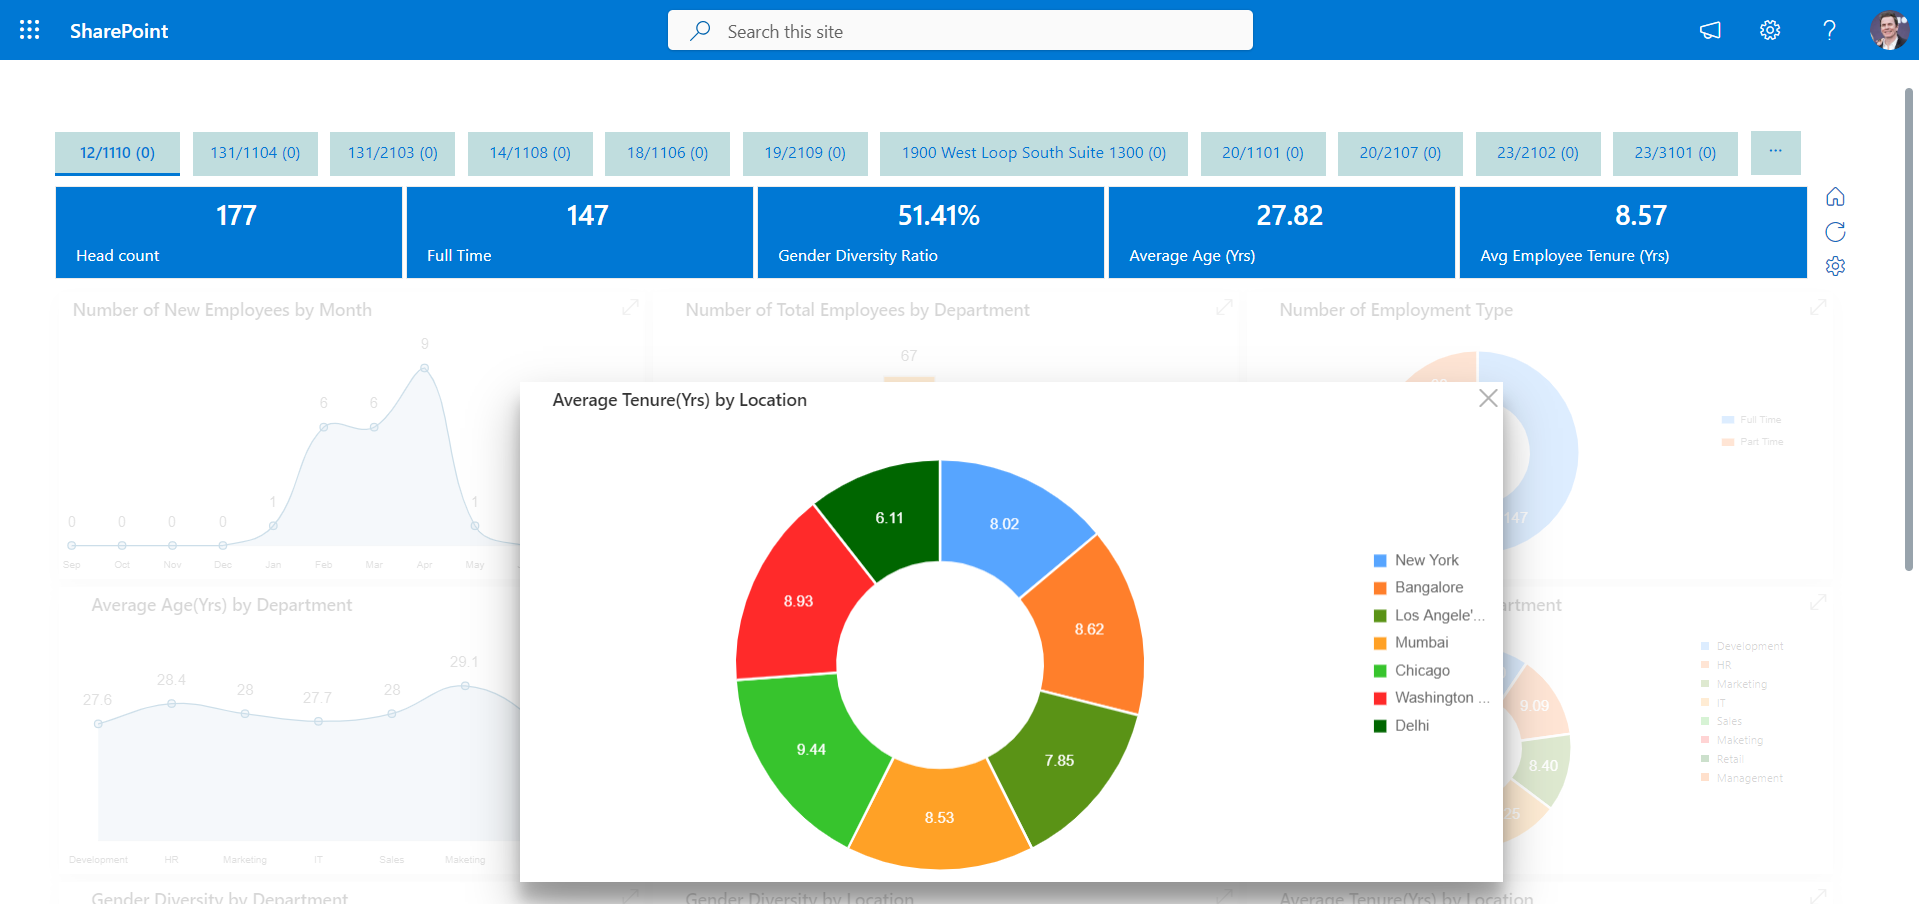 SharePoint
Search this site
12/1110 (0)
131/1104 (0)
131/2103 (0)
14/1108 (0)
18/1106 (0)
19/2109 (0)
1900 West Loop South Suite 1300 (0)
20/1101 (0)
20/2107 (0)
23/2102 (0)
23/3101 (0)
...
177
Head count
147
Full Time
51.41%
Gender Diversity Ratio
27.82
Average Age (Yrs)
8.57
Avg Employee Tenure (Yrs)
Number of New Employees by Month
9
6
6
1
1
0
0
0
0
Sep
Oct
Nov
Dec
Jan
Feb
Mar
Apr
May
Number of Total Employees by Department
67
Number of Employment Type
147
Full Time
Part Time
Average Tenure(Yrs) by Location
8.02
8.62
7.85
8.53
9.44
8.93
6.11
New York
Bangalore
Los Angele'...
Mumbai
Chicago
Washington ...
Delhi
Average Age(Yrs) by Department
27.6
28.4
28
27.7
28
29.1
Development
HR
Marketing
IT
Sales
Maketing
artment
9.09
8.40
25
Development
HR
Marketing
IT
Sales
Maketing
Retail
Management
Gender Diversity by Department
Gender Diversity by Location
Average Tenure(Yrs) by Location